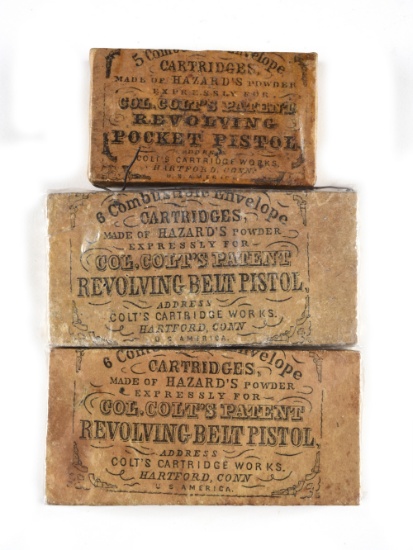 5 Combustible Envelope
CARTRIDGES,
MADE OF HAZARD'S POWDER
EXPRESSLY FOR
COL. COLT'S PATENT
REVOLVING
POCKET PISTOL
ADDRESS
COLT'S CARTRIDGE WORKS,
HARTFORD, CONN
U.S. AMERICA
6 Combustible Envelope
CARTRIDGES,
MADE OF HAZARD'S POWDER
EXPRESSLY FOR
COL. COLT'S PATENT
REVOLVING-BELT PISTOL,
ADDRESS
COLT'S CARTRIDGE WORKS.
HARTFORD, CONN
U S AMERICA.
6 Combustible Envelope
CARTRIDGES,
MADE OF HAZARD'S POWDER
EXPRESSLY FOR
COL. COLT'S PATENT
REVOLVING-BELT PISTOL,
ADDRESS
COLT'S CARTRIDGE WORKS.
HARTFORD, CONN
U S AMERICA.